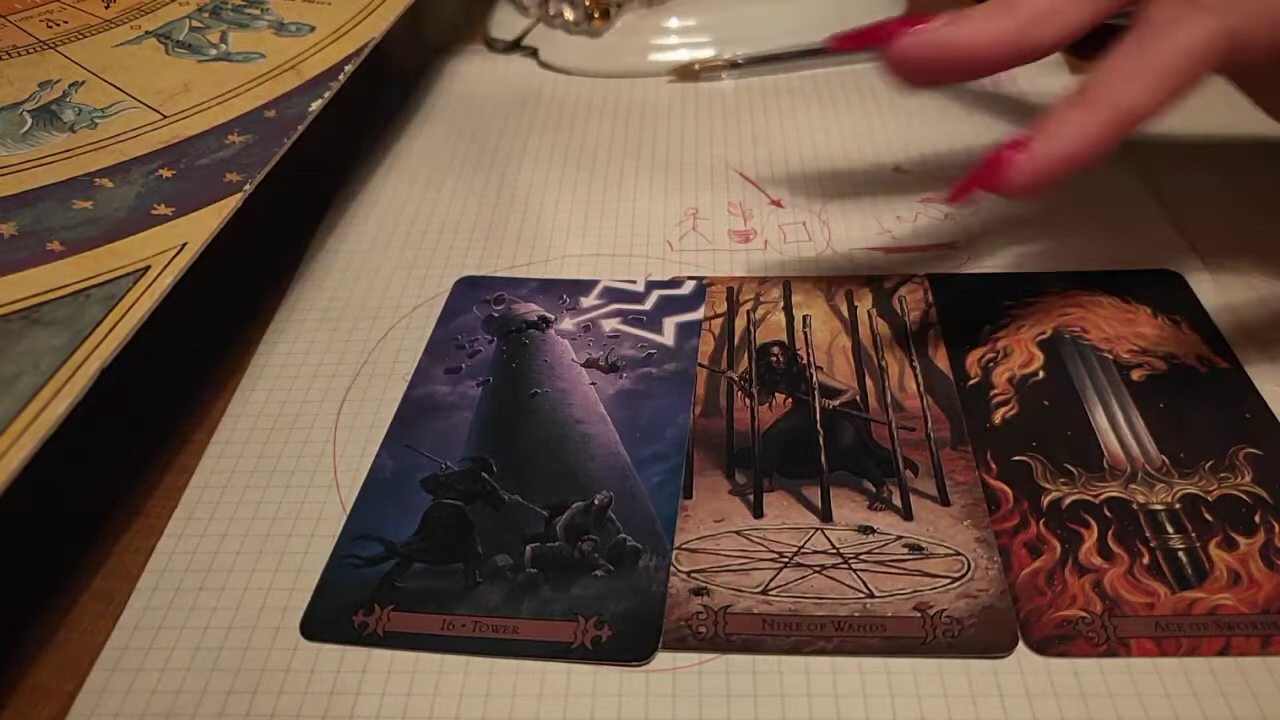 16 • TOWER
NINE OF WANDS
ACE OF SWORDS